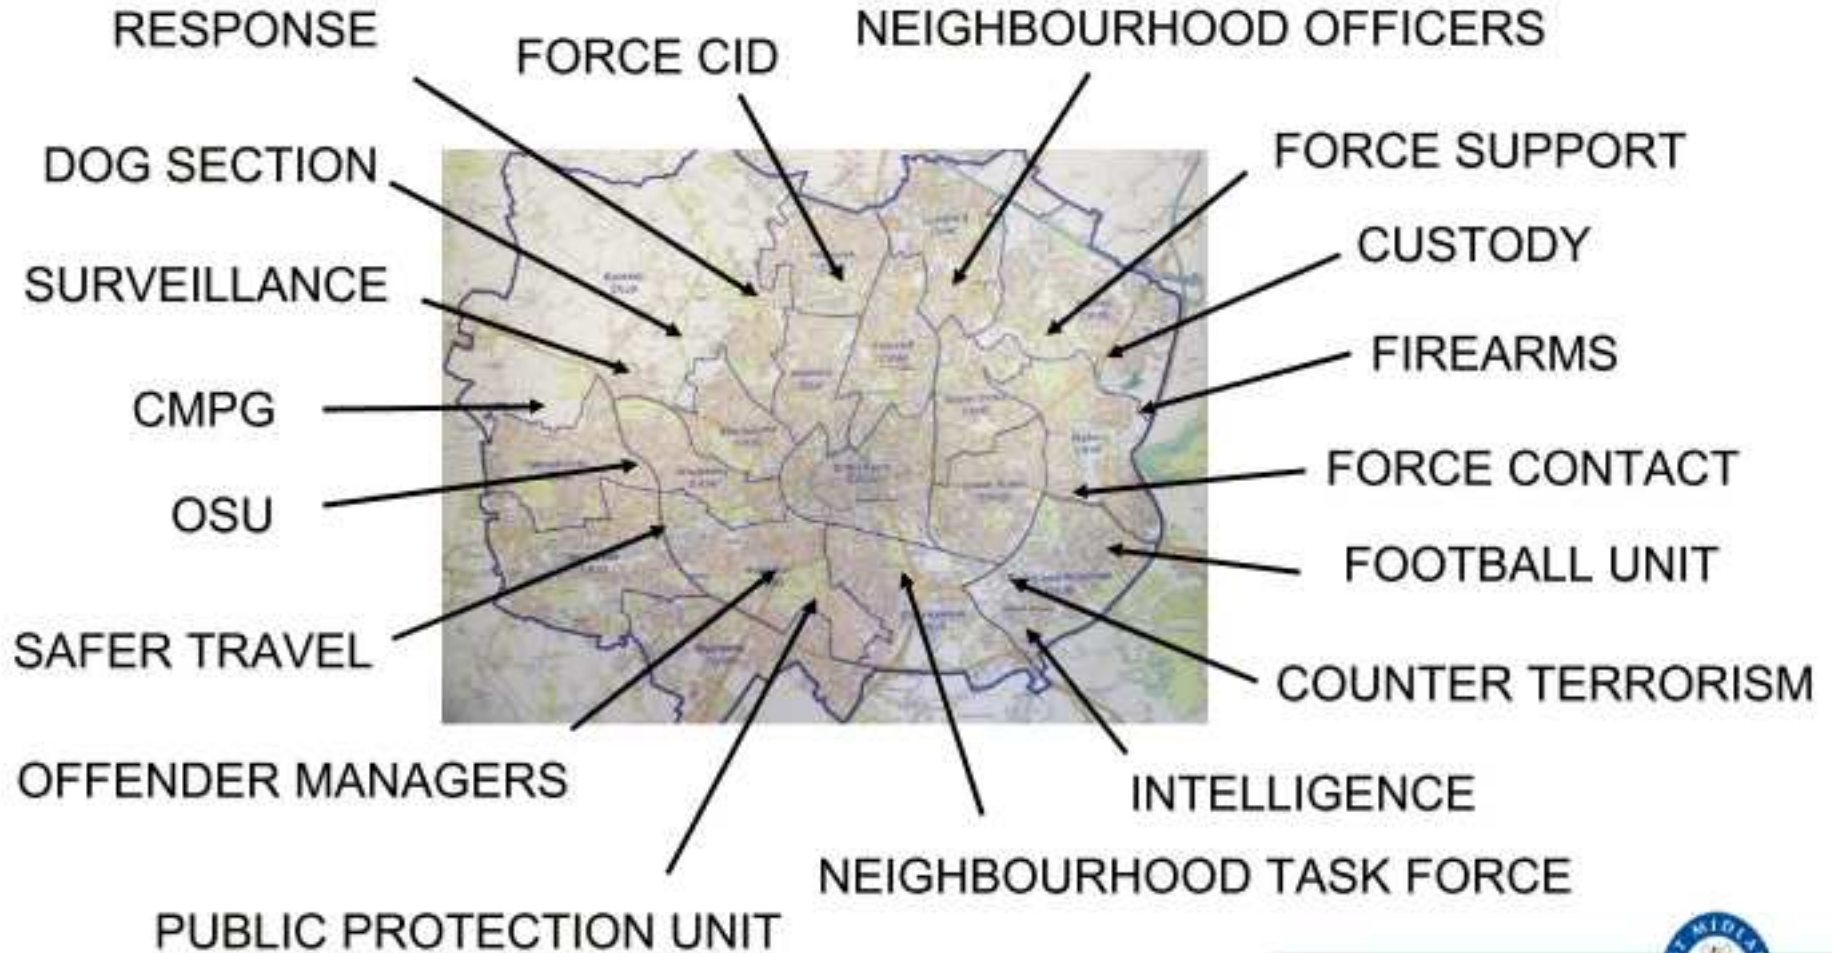 RESPONSE
FORCE CID
NEIGHBOURHOOD OFFICERS
DOG SECTION
FORCE SUPPORT
SURVEILLANCE
CUSTODY
CMPG
FIREARMS
OSU
FORCE CONTACT
SAFER TRAVEL
FOOTBALL UNIT
OFFENDER MANAGERS
COUNTER TERRORISM
PUBLIC PROTECTION UNIT
NEIGHBOURHOOD TASK FORCE
INTELLIGENCE